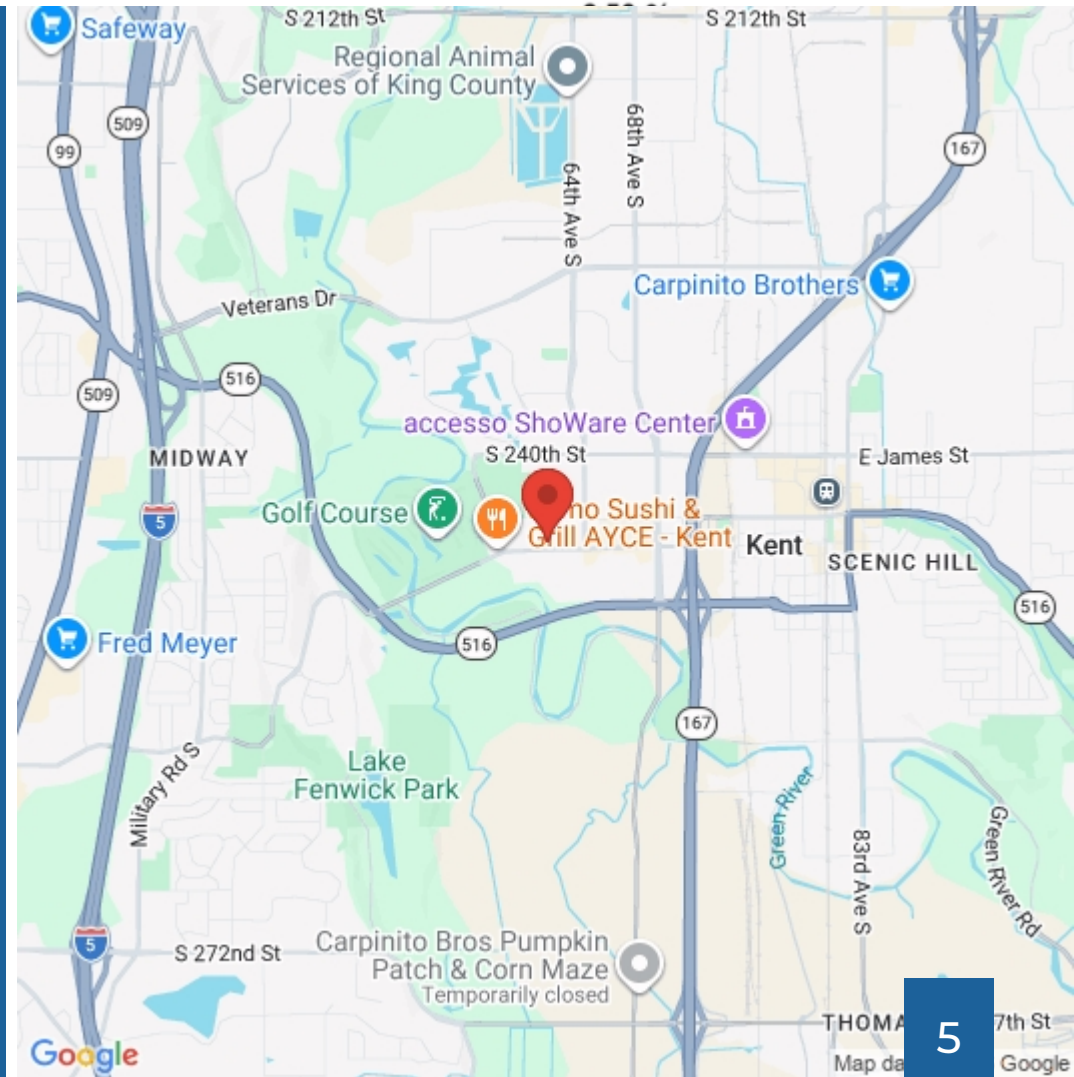 S 212th St
S 212th St
Safeway
Regional Animal
Services of King County
509
99
68th Ave S
64th Ave S
167
Carpinito Brothers
Veterans Dr
516
509
accesso ShoWare Center
S 240th St
E James St
MIDWAY
5
Golf Course
Sushi &
Grill AYCE - Kent
Kent
SCENIC HILL
516
516
Fred Meyer
167
Lake
Fenwick Park
Military Rd S
Green River
83rd Ave S
Green River Rd
5
S 272nd St
Carpinito Bros Pumpkin
Patch & Corn Maze
Temporarily closed
7th St
5
Google
Map
Google